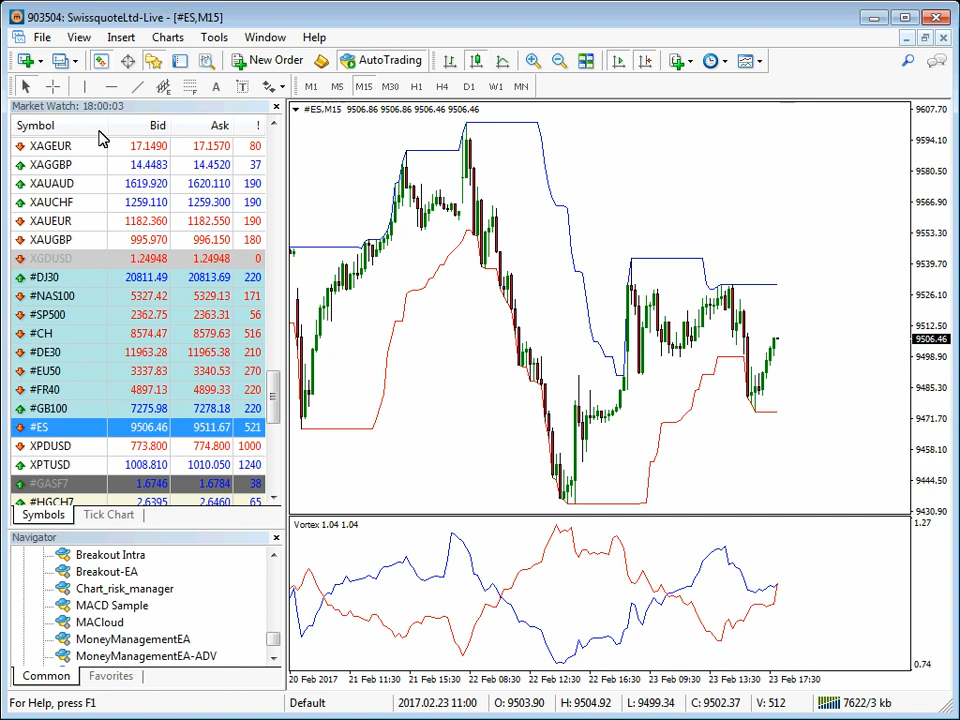 903504: SwissquoteLtd-Live - [#ES,M15]
File View Insert Charts Tools Window Help
New Order AutoTrading
A T M1 M5 M15 M30 H1 H4 D1 W1 MN
Market Watch: 18:00:03
Symbol Bid Ask !
XAGEUR 17.1490 17.1570 80
XAGGBP 14.4483 14.4520 37
XAUAUD 1619.920 1620.110 190
XAUCHF 1259.110 1259.300 190
XAUEUR 1182.360 1182.550 190
XAUGBP 995.970 996.150 180
XGDUSD 1.24948 1.24948 0
#DJ30 20811.49 20813.69 220
#NAS100 5327.42 5329.13 171
#SP500 2362.75 2363.31 56
#CH 8574.47 8579.63 516
#DE30 11963.28 11965.38 210
#EU50 3337.83 3340.53 270
#FR40 4897.13 4899.33 220
#GB100 7275.98 7278.18 220
#ES 9506.46 9511.67 521
XPDUSD 773.800 774.800 1000
XPTUSD 1008.810 1010.050 1240
#GASF7 1.6746 1.6784 38
#HGCH7 2.6395 2.6460 65
Symbols Tick Chart
Navigator
Breakout Intra
Breakout-EA
Chart_risk_manager
MACD Sample
MACloud
MoneyManagementEA
MoneyManagementEA-ADV
Common Favorites
#ES,M15 9506.86 9506.86 9506.46 9506.46
9607.70
9594.10
9580.50
9566.90
9553.30
9539.70
9526.10
9512.50
9506.46
9498.90
9485.30
9471.70
9458.10
9444.50
9430.90
Vortex 1.04 1.04
1.27
0.74
20 Feb 2017 21 Feb 11:30 21 Feb 15:30 22 Feb 08:30 22 Feb 12:30 22 Feb 16:30 23 Feb 09:30 23 Feb 13:30 23 Feb 17:30
For Help, press F1 Default 2017.02.23 11:00 O: 9503.90 H: 9504.92 L: 9499.34 C: 9502.37 V: 512 7622/3 kb